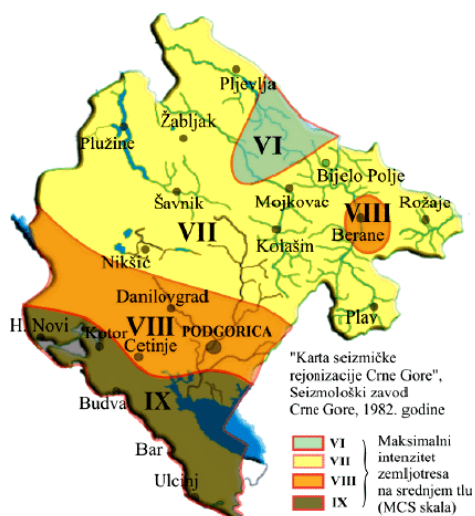 Pljevlja
Žabljak
Plužine
VI
Bijelo Polje
Šavnik
Mojkovac
Rožaje
VIII
Berane
VII
Kolašin
Nikšić
Danilovgrad
Plav
H. Novi
Kotor
VIII
PODGORICA
Cetinje
Budva
IX
Bar
Ulcinj
"Karta seizmičke
rejonizacije Crne Gore",
Seizmološki zavod
Crne Gore, 1982. godine
VI
VII
VIII
IX
Maksimalni
intenzitet
zemljotresa
na srednjem tlu
(MCS skala)